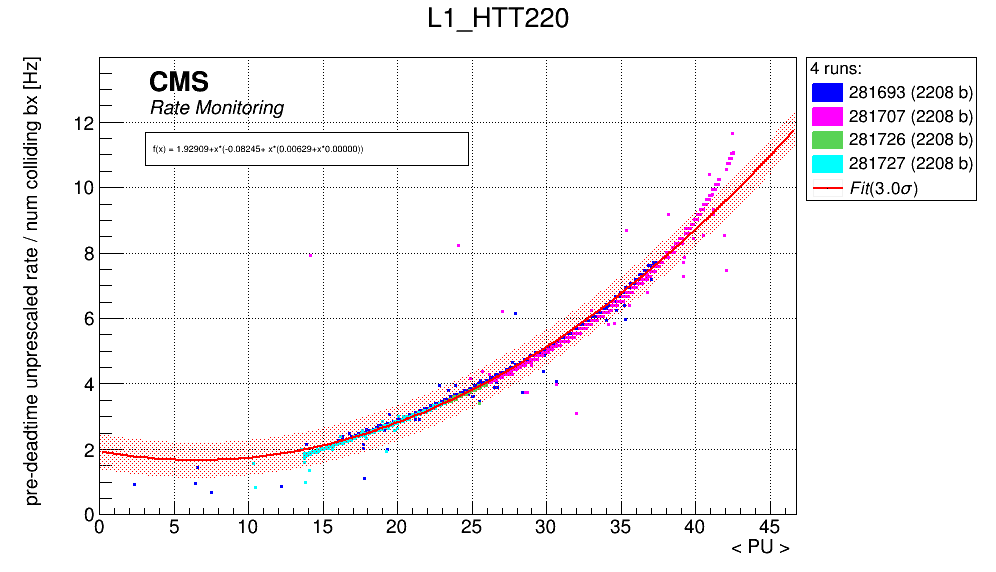 L1_HTT220
pre-deadtime unprescaled rate / num colliding bx [Hz]
CMS
Rate Monitoring
f(x) = 1.92909+x*(-0.08245+ x*(0.00629+x*0.00000))
12
10
8
6
4
2
0
0 5 10 15 20 25 30 35 40 45
< PU >
4 runs:
281693 (2208 b)
281707 (2208 b)
281726 (2208 b)
281727 (2208 b)
Fit(3.0σ)